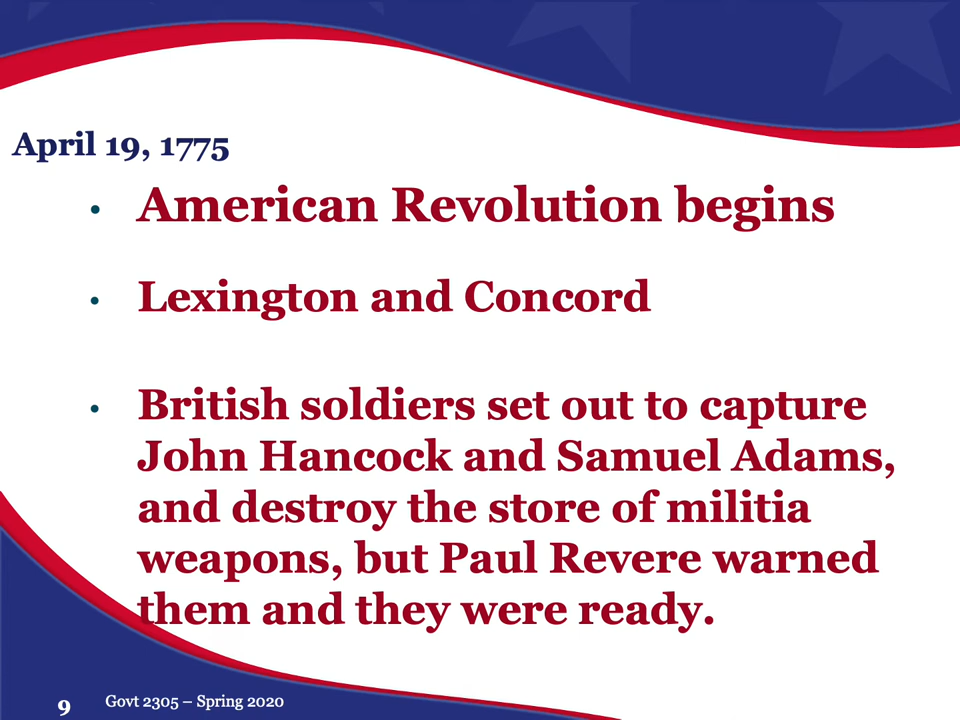 April 19, 1775
• American Revolution begins
• Lexington and Concord
• British soldiers set out to capture
John Hancock and Samuel Adams,
and destroy the store of militia
weapons, but Paul Revere warned
them and they were ready.
9 Govt 2305 – Spring 2020